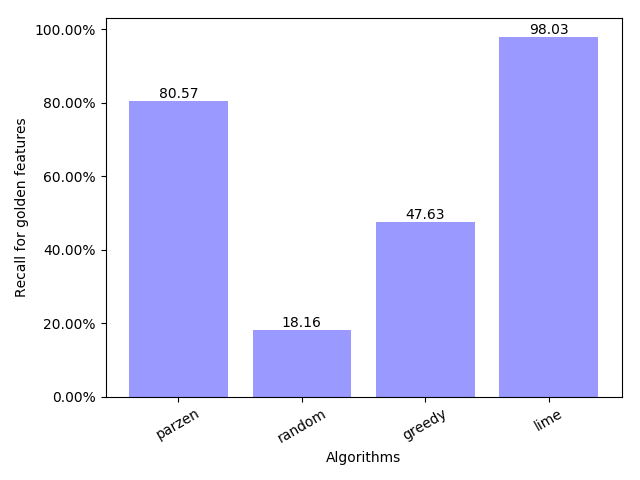 Recall for golden features
100.00%
80.00%
60.00%
40.00%
20.00%
0.00%
80.57
18.16
47.63
98.03
parzen
random
greedy
lime
Algorithms